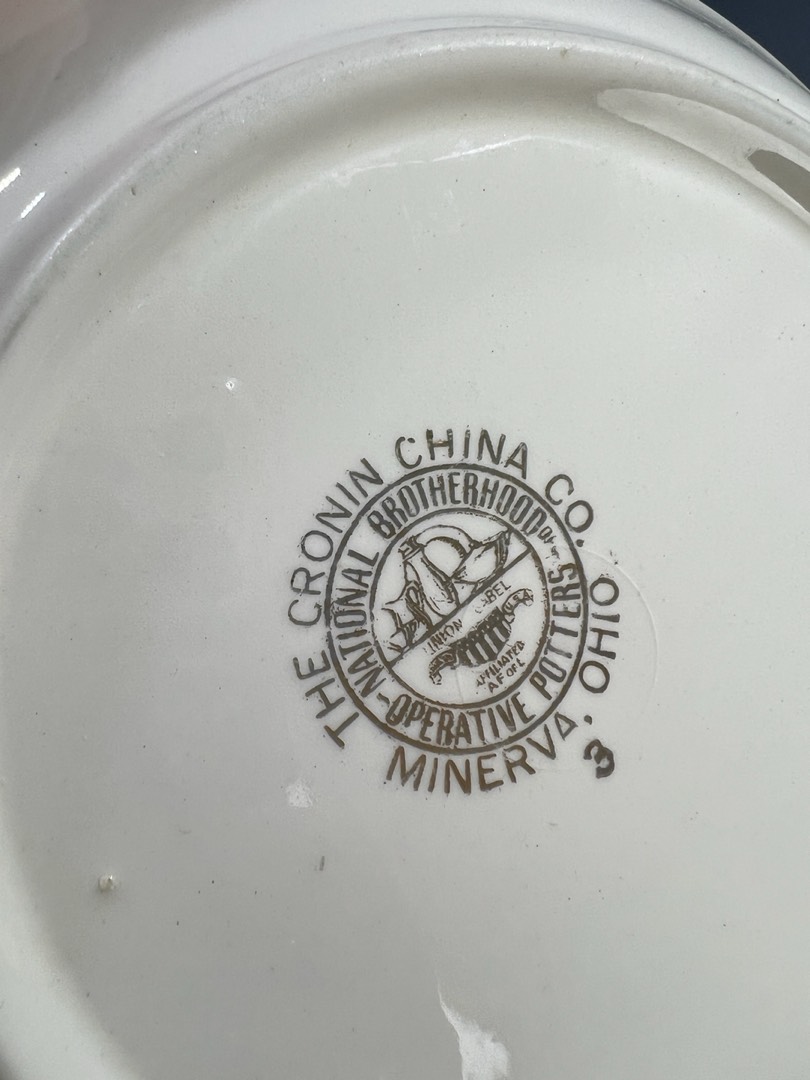 THE CRONIN CHINA CO.
MINERVA, OHIO
NATIONAL BROTHERHOOD OF
-OPERATIVE POTTERS-
UNION LABEL
AFFILIATED
A F OF L
3